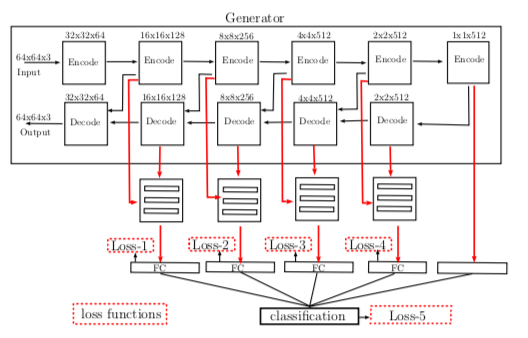 Generator
32x32x64 16x16x128 8x8x256 4x4x512 2x2x512 1x1x512
64x64x3 Encode Encode Encode Encode Encode Encode
Input
32x32x64 16x16x128 8x8x256 4x4x512 2x2x512
64x64x3 Decode Decode Decode Decode Decode
Output
Loss-1 Loss-2 Loss-3 Loss-4
FC FC FC FC
loss functions classification Loss-5